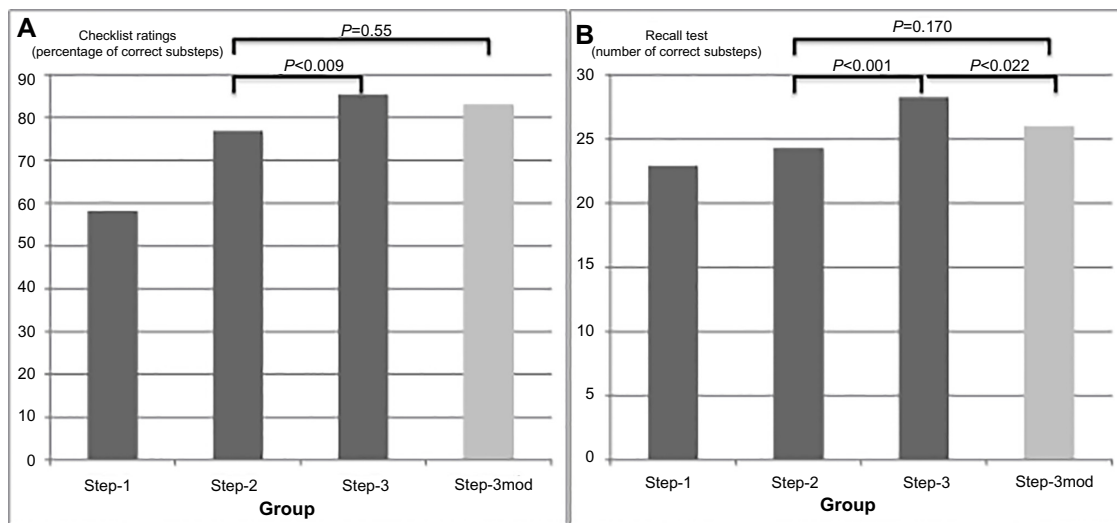 A
Checklist ratings
(percentage of correct substeps)
P=0.55
P<0.009
90
80
70
60
50
40
30
20
10
0
Step-1
Step-2
Step-3
Step-3mod
Group
B
Recall test
(number of correct substeps)
P=0.170
P<0.001
P<0.022
30
25
20
15
10
5
0
Step-1
Step-2
Step-3
Step-3mod
Group